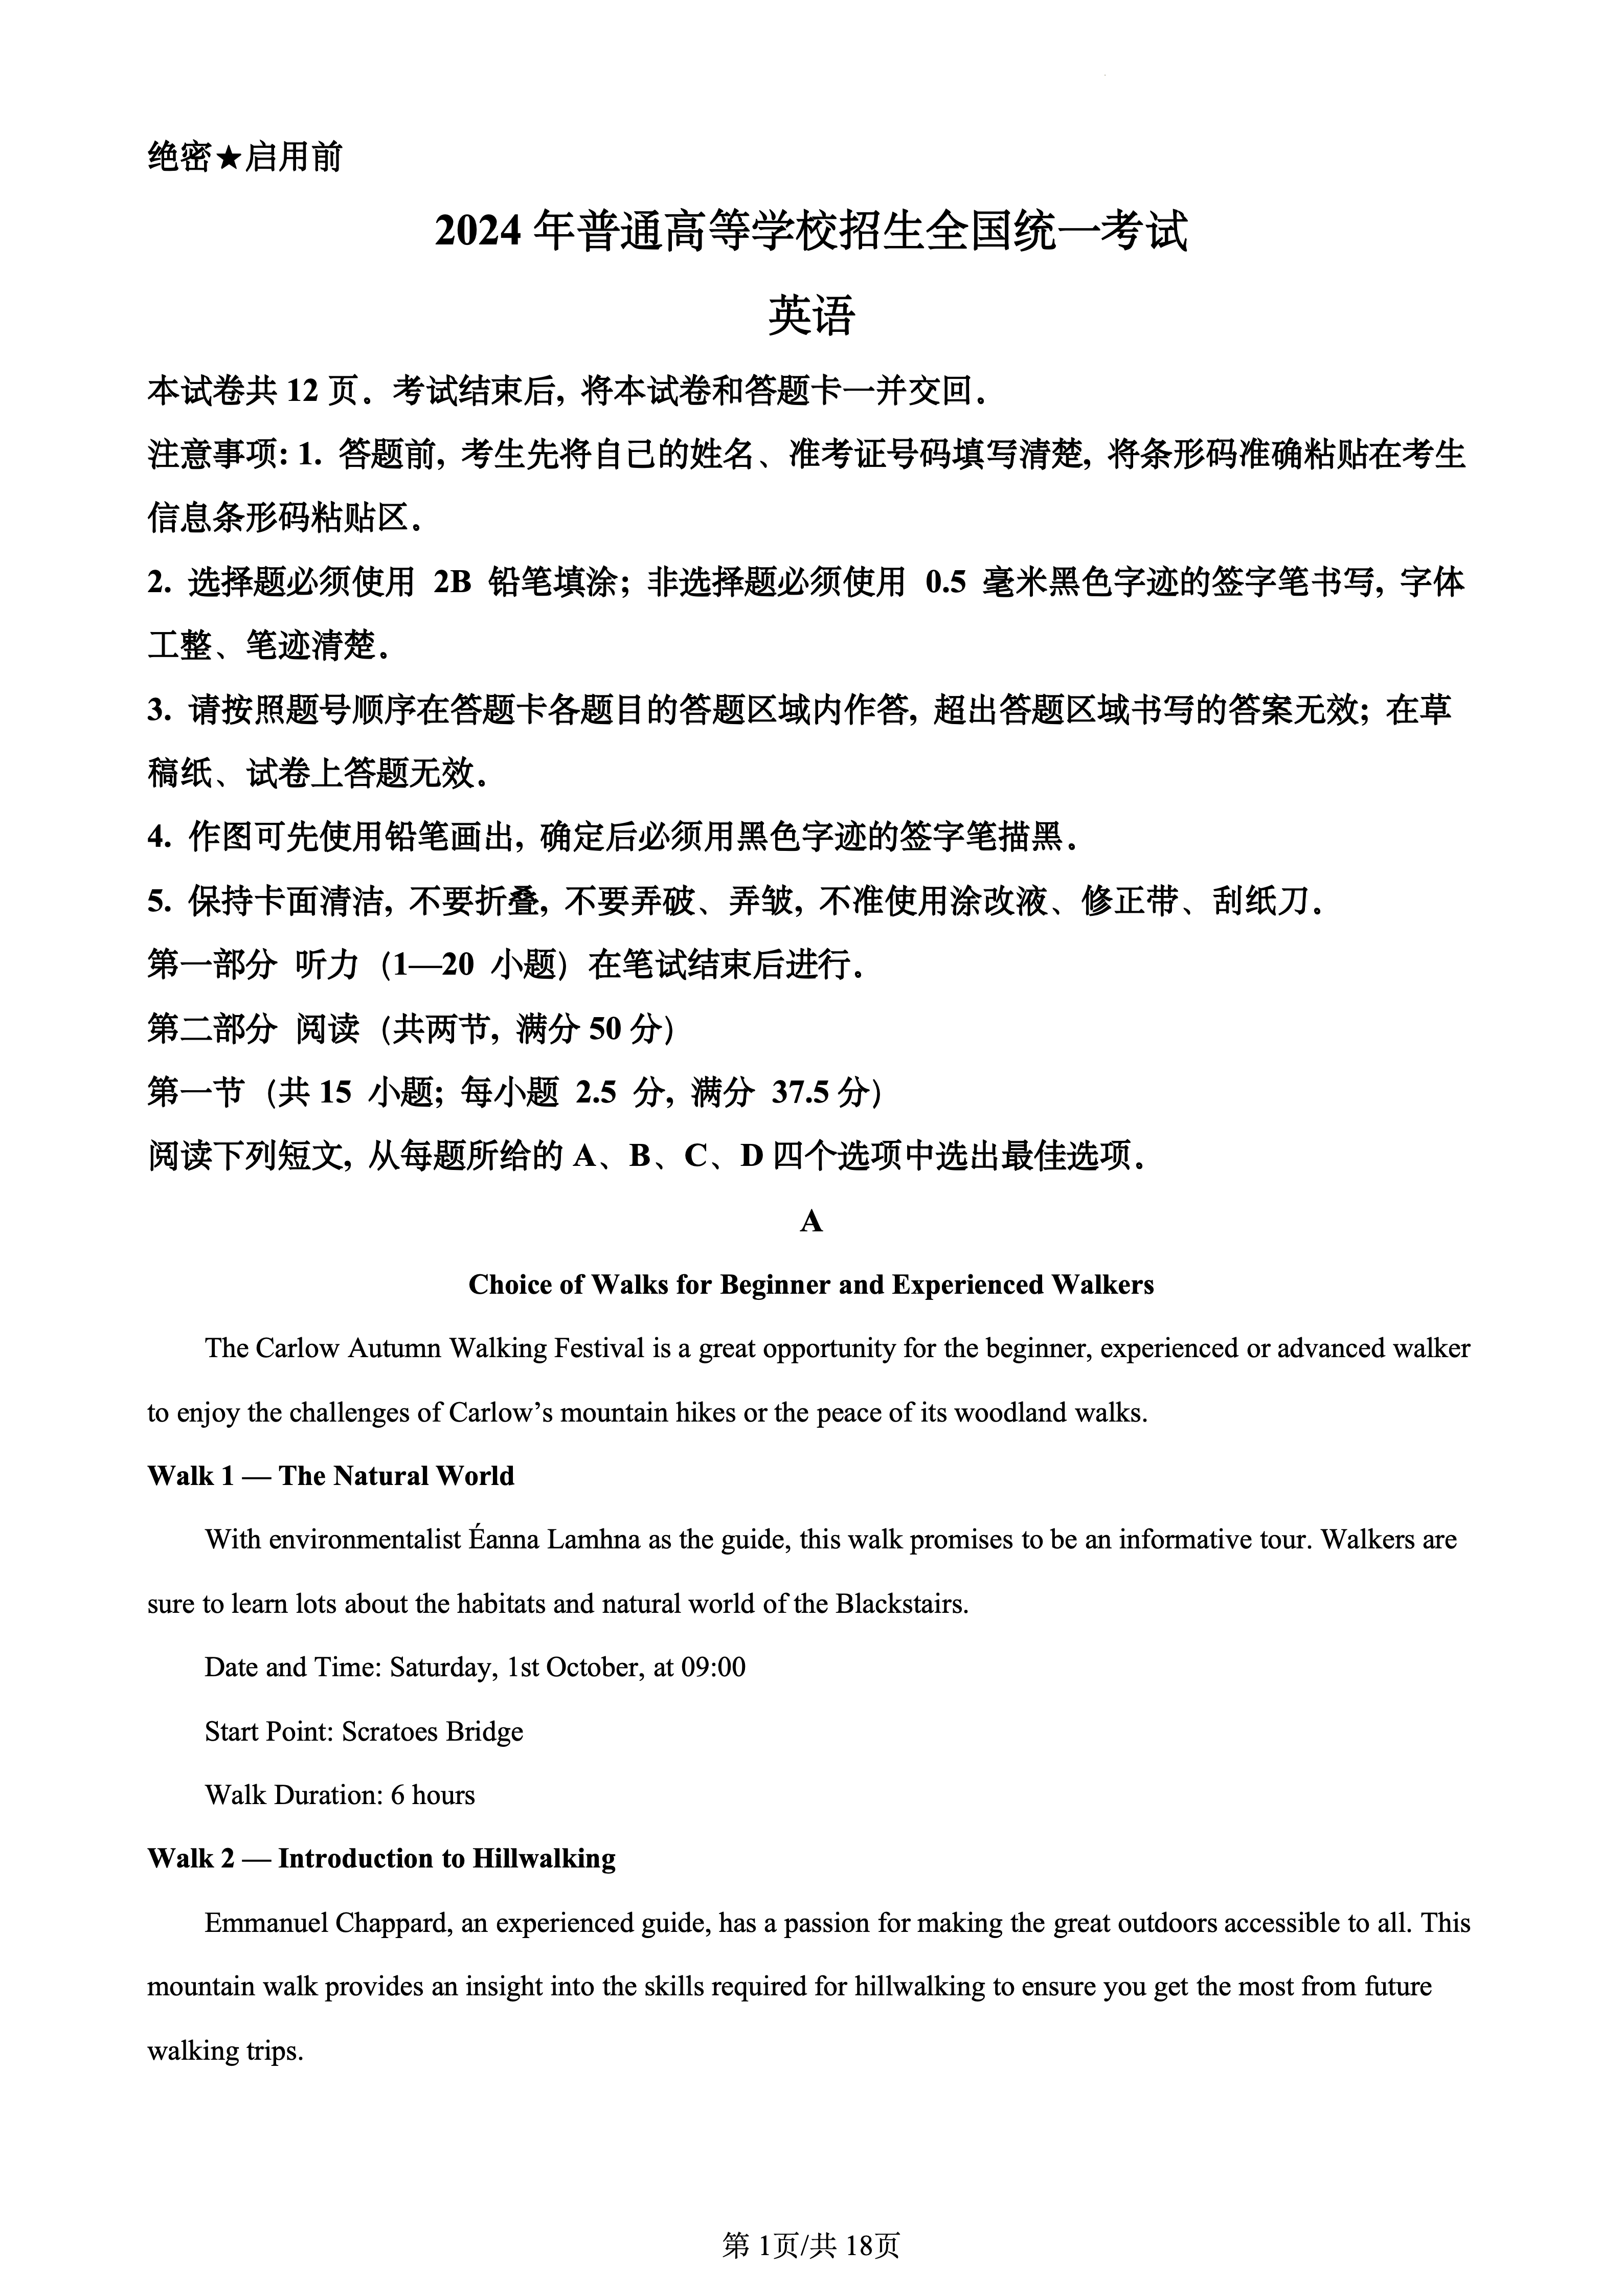 绝密★启用前
2024 年普通高等学校招生全国统一考试
英语
本试卷共 12 页。考试结束后, 将本试卷和答题卡一并交回。
注意事项: 1. 答题前, 考生先将自己的姓名、准考证号码填写清楚, 将条形码准确粘贴在考生
信息条形码粘贴区。
2. 选择题必须使用 2B 铅笔填涂; 非选择题必须使用 0.5 毫米黑色字迹的签字笔书写, 字体
工整、笔迹清楚。
3. 请按照题号顺序在答题卡各题目的答题区域内作答, 超出答题区域书写的答案无效; 在草
稿纸、试卷上答题无效。
4. 作图可先使用铅笔画出, 确定后必须用黑色字迹的签字笔描黑。
5. 保持卡面清洁, 不要折叠, 不要弄破、弄皱, 不准使用涂改液、修正带、刮纸刀。
第一部分 听力 (1—20 小题) 在笔试结束后进行。
第二部分 阅读 (共两节, 满分 50 分)
第一节 (共 15 小题; 每小题 2.5 分, 满分 37.5 分)
阅读下列短文, 从每题所给的 A、B、C、D 四个选项中选出最佳选项。
A
Choice of Walks for Beginner and Experienced Walkers
The Carlow Autumn Walking Festival is a great opportunity for the beginner, experienced or advanced walker
to enjoy the challenges of Carlow’s mountain hikes or the peace of its woodland walks.
Walk 1 — The Natural World
With environmentalist Éanna Lamhna as the guide, this walk promises to be an informative tour. Walkers are
sure to learn lots about the habitats and natural world of the Blackstairs.
Date and Time: Saturday, 1st October, at 09:00
Start Point: Scratoes Bridge
Walk Duration: 6 hours
Walk 2 — Introduction to Hillwalking
Emmanuel Chappard, an experienced guide, has a passion for making the great outdoors accessible to all. This
mountain walk provides an insight into the skills required for hillwalking to ensure you get the most from future
walking trips.
第 1页/共 18页